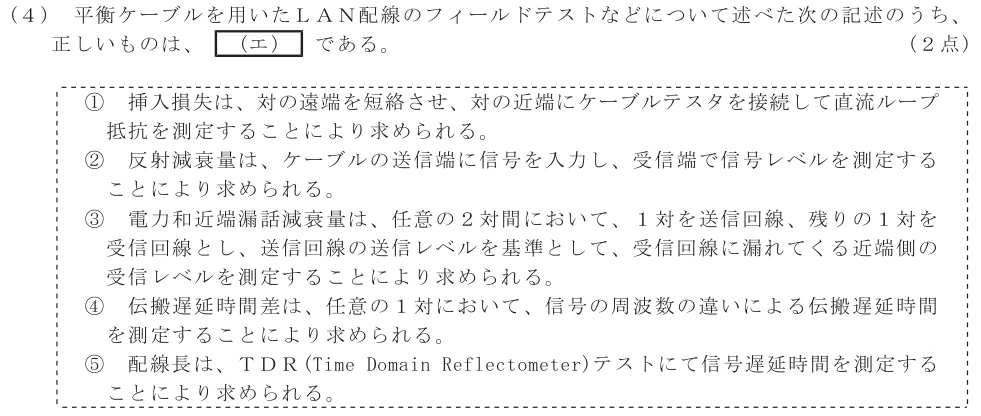 (４) 平衡ケーブルを用いたＬＡＮ配線のフィールドテストなどについて述べた次の記述のうち、
正しいものは、 (エ) である。 (２点)
① 挿入損失は、対の遠端を短絡させ、対の近端にケーブルテスタを接続して直流ループ
抵抗を測定することにより求められる。
② 反射減衰量は、ケーブルの送信端に信号を入力し、受信端で信号レベルを測定する
ことにより求められる。
③ 電力和近端漏話減衰量は、任意の２対間において、１対を送信回線、残りの１対を
受信回線とし、送信回線の送信レベルを基準として、受信回線に漏れてくる近端側の
受信レベルを測定することにより求められる。
④ 伝搬遅延時間差は、任意の１対において、信号の周波数の違いによる伝搬遅延時間
を測定することにより求められる。
⑤ 配線長は、ＴＤＲ(Time Domain Reflectometer)テストにて信号遅延時間を測定する
ことにより求められる。